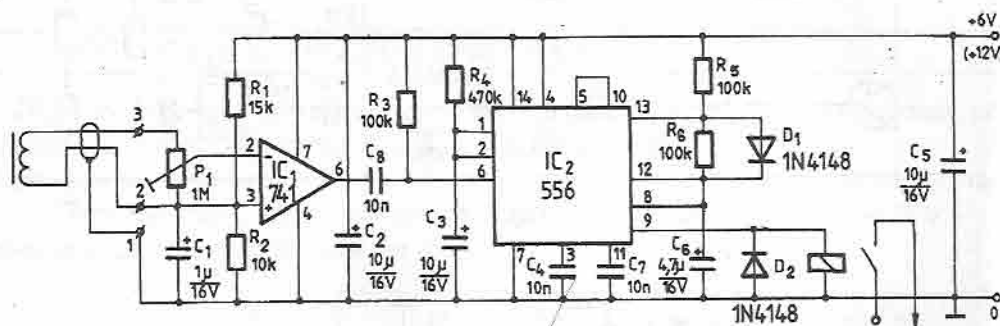 +6V
(+12V)
R1
15k
R3
100k
R4
470k
14
4
5
10
13
R5
100k
R6
100k
D1
1N4148
C5
10µ
16V
3
2
1
P1
1M
2
3
7
4
6
IC1
741
C8
10n
1
2
6
IC2
556
12
8
9
C1
1µ
16V
R2
10k
C2
10µ
16V
C3
10µ
16V
7
3
11
C4
10n
C7
10n
C6
4,7µ
16V
D2
1N4148
0